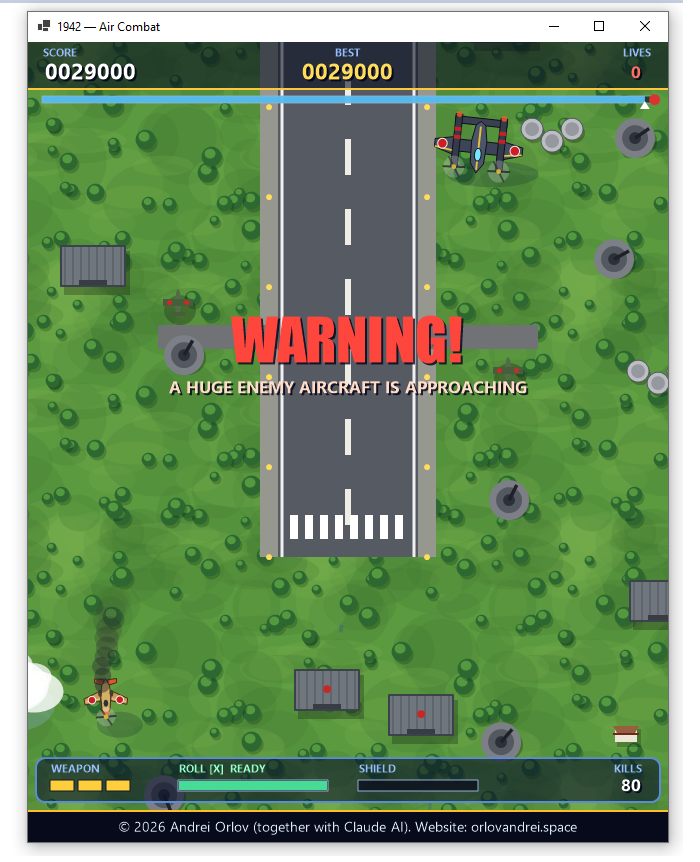 1942 — Air Combat
SCORE BEST LIVES
0029000 0029000 0
WARNING!
A HUGE ENEMY AIRCRAFT IS APPROACHING
WEAPON ROLL [X] READY SHIELD KILLS
80
© 2026 Andrei Orlov (together with Claude AI). Website: orlovandrei.space